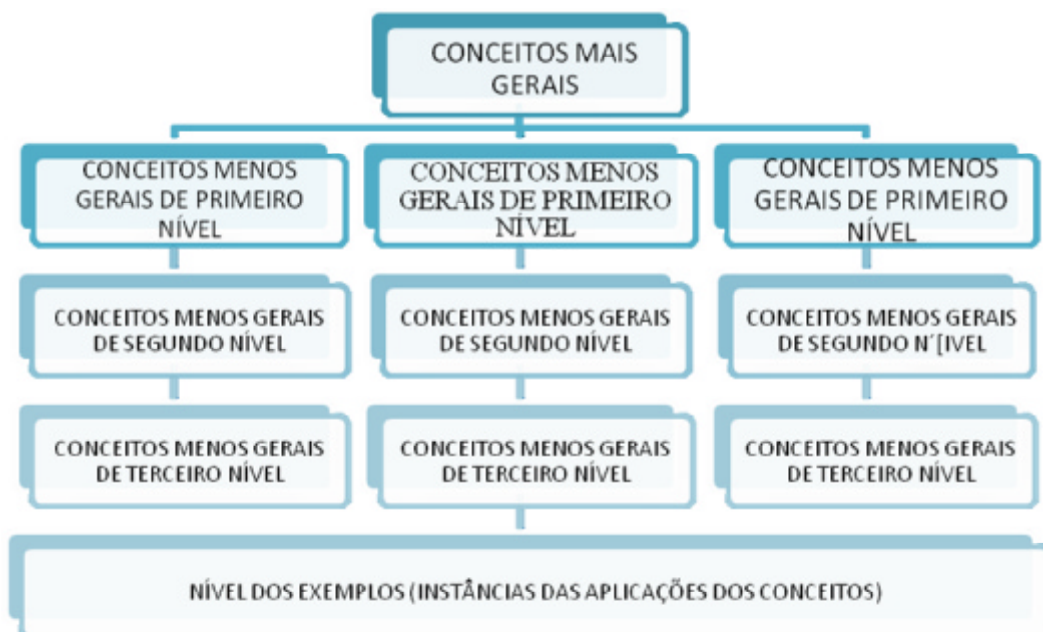 CONCEITOS MAIS
GERAIS
CONCEITOS MENOS
GERAIS DE PRIMEIRO
NÍVEL
CONCEITOS MENOS
GERAIS DE PRIMEIRO
NÍVEL
CONCEITOS MENOS
GERAIS DE PRIMEIRO
NÍVEL
CONCEITOS MENOS GERAIS
DE SEGUNDO NÍVEL
CONCEITOS MENOS GERAIS
DE SEGUNDO NÍVEL
CONCEITOS MENOS GERAIS
DE SEGUNDO N´[IVEL
CONCEITOS MENOS GERAIS
DE TERCEIRO NÍVEL
CONCEITOS MENOS GERAIS
DE TERCEIRO NÍVEL
CONCEITOS MENOS GERAIS
DE TERCEIRO NÍVEL
NÍVEL DOS EXEMPLOS (INSTÂNCIAS DAS APLICAÇÕES DOS CONCEITOS)